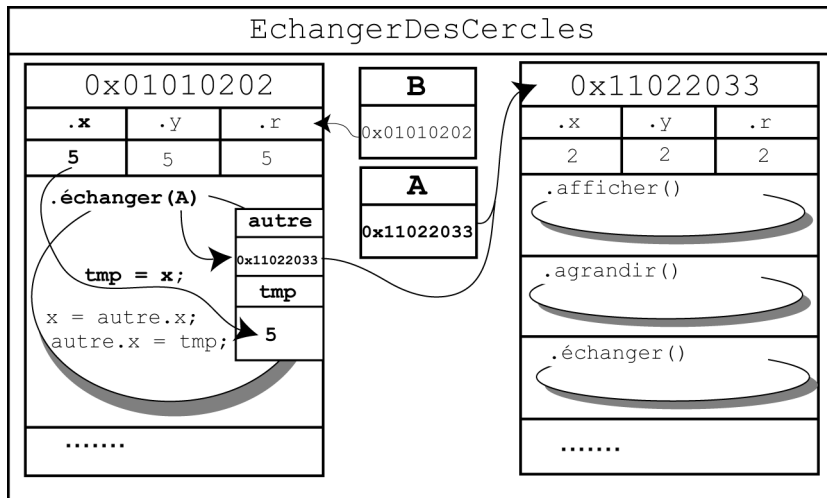 EchangerDesCercles
0x01010202
.x .y .r
5 5 5
.échanger(A)
autre
0x11022033
tmp = x;
tmp
x = autre.x;
autre.x = tmp;
5
.......
B
0x01010202
A
0x11022033
0x11022033
.x .y .r
2 2 2
.afficher()
.agrandir()
.échanger()
.......